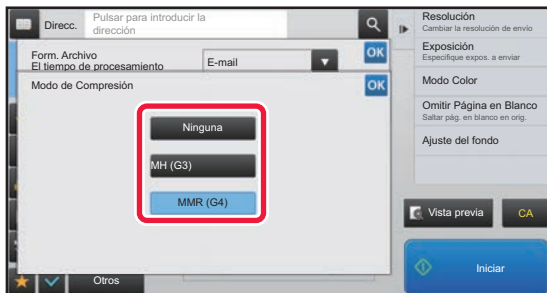 Direcc.
Pulsar para introducir la
dirección
Form. Archivo
El tiempo de procesamiento
E-mail
OK
Modo de Compresión
OK
Ninguna
MH (G3)
MMR (G4)
Otros
Resolución
Cambiar la resolución de envío
Exposición
Especifique expos. a enviar
Modo Color
Omitir Página en Blanco
Saltar pág. en blanco en orig.
Ajuste del fondo
Vista previa
CA
Iniciar